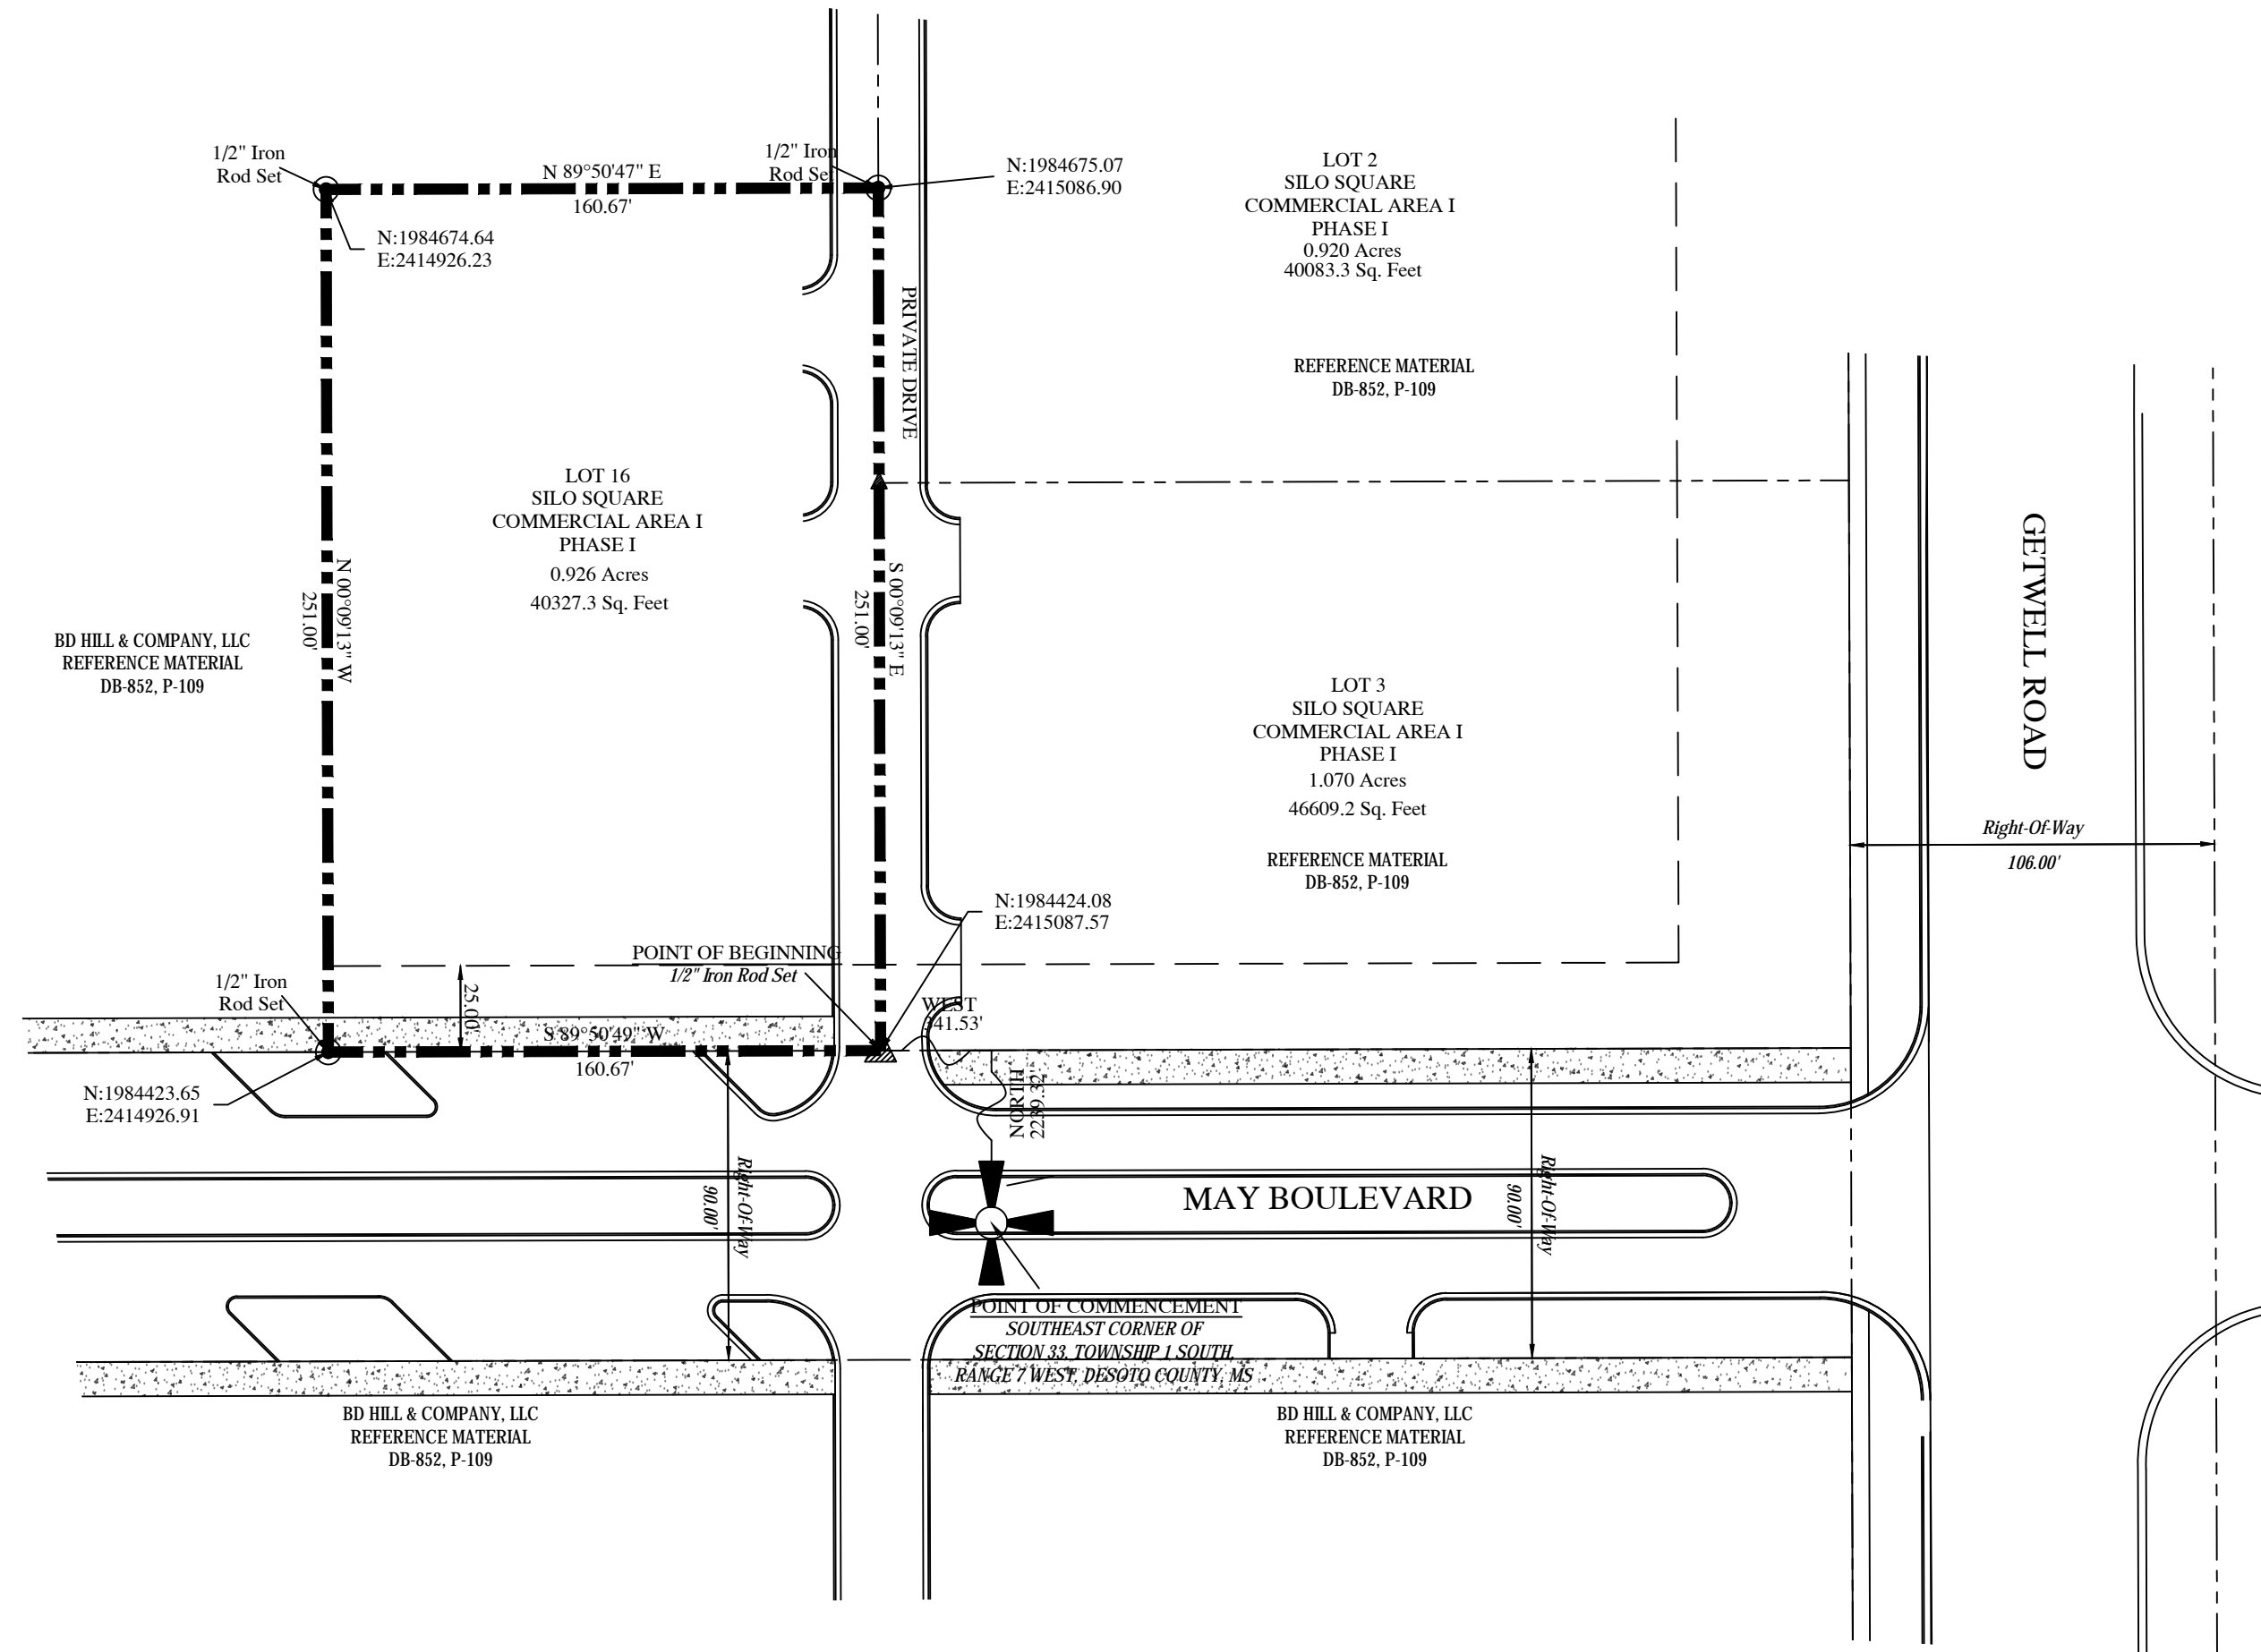 1/2" Iron
Rod Set
N 89°50'47" E
160.67'
1/2" Iron
Rod Set
N:1984675.07
E:2415086.90
N:1984674.64
E:2414926.23
LOT 2
SILO SQUARE
COMMERCIAL AREA I
PHASE I
0.920 Acres
40083.3 Sq. Feet
REFERENCE MATERIAL
DB-852, P-109
PRIVATE DRIVE
LOT 16
SILO SQUARE
COMMERCIAL AREA I
PHASE I
0.926 Acres
40327.3 Sq. Feet
N 00°09'13" W
251.00'
S 00°09'13" E
251.00'
BD HILL & COMPANY, LLC
REFERENCE MATERIAL
DB-852, P-109
LOT 3
SILO SQUARE
COMMERCIAL AREA I
PHASE I
1.070 Acres
46609.2 Sq. Feet
REFERENCE MATERIAL
DB-852, P-109
GETWELL ROAD
Right-Of-Way
106.00'
N:1984424.08
E:2415087.57
POINT OF BEGINNING
1/2" Iron Rod Set
1/2" Iron
Rod Set
25.00'
S 89°50'49" W
160.67'
WEST
341.53'
NORTH
2239.32'
N:1984423.65
E:2414926.91
Right-Of-Way
90.00'
MAY BOULEVARD
Right-Of-Way
90.00'
POINT OF COMMENCEMENT
SOUTHEAST CORNER OF
SECTION 33, TOWNSHIP 1 SOUTH,
RANGE 7 WEST, DESOTO COUNTY, MS
BD HILL & COMPANY, LLC
REFERENCE MATERIAL
DB-852, P-109
BD HILL & COMPANY, LLC
REFERENCE MATERIAL
DB-852, P-109